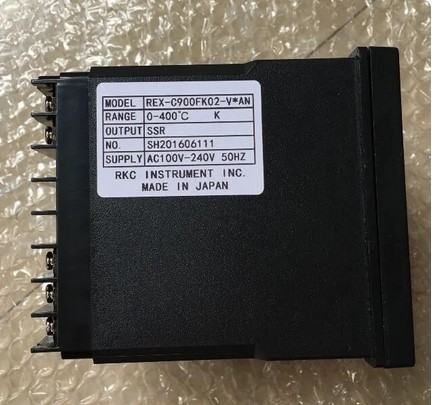 MODEL REX-C900FK02-V*AN
RANGE 0-400℃ K
OUTPUT SSR
NO. SH201606111
SUPPLY AC100V-240V 50HZ
RKC INSTRUMENT INC.
MADE IN JAPAN